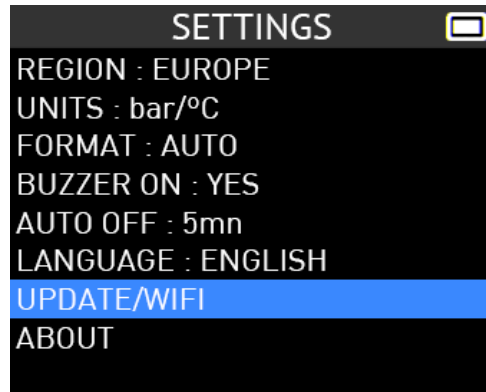 SETTINGS
REGION : EUROPE
UNITS : bar/ºC
FORMAT : AUTO
BUZZER ON : YES
AUTO OFF : 5mn
LANGUAGE : ENGLISH
UPDATE/WIFI
ABOUT